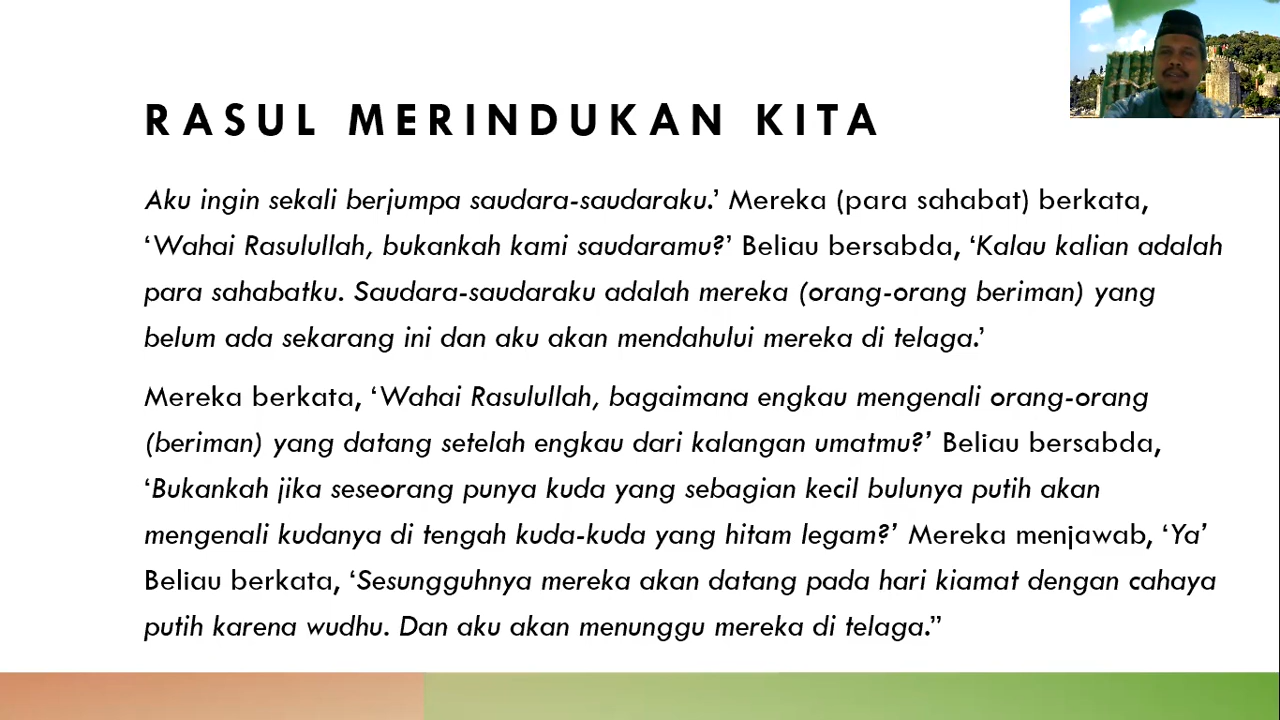 RASUL MERINDUKAN KITA
Aku ingin sekali berjumpa saudara-saudaraku.’ Mereka (para sahabat) berkata,
‘Wahai Rasulullah, bukankah kami saudaramu?’ Beliau bersabda, ‘Kalau kalian adalah
para sahabatku. Saudara-saudaraku adalah mereka (orang-orang beriman) yang
belum ada sekarang ini dan aku akan mendahului mereka di telaga.’
Mereka berkata, ‘Wahai Rasulullah, bagaimana engkau mengenali orang-orang
(beriman) yang datang setelah engkau dari kalangan umatmu?’ Beliau bersabda,
‘Bukankah jika seseorang punya kuda yang sebagian kecil bulunya putih akan
mengenali kudanya di tengah kuda-kuda yang hitam legam?’ Mereka menjawab, ‘Ya’
Beliau berkata, ‘Sesungguhnya mereka akan datang pada hari kiamat dengan cahaya
putih karena wudhu. Dan aku akan menunggu mereka di telaga.”